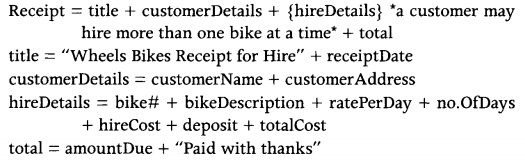 Receipt = title + customerDetails + {hireDetails} *a customer may
hire more than one bike at a time* + total
title = “Wheels Bikes Receipt for Hire” + receiptDate
customerDetails = customerName + customerAddress
hireDetails = bike# + bikeDescription + ratePerDay + no.OfDays
+ hireCost + deposit + totalCost
total = amountDue + “Paid with thanks”